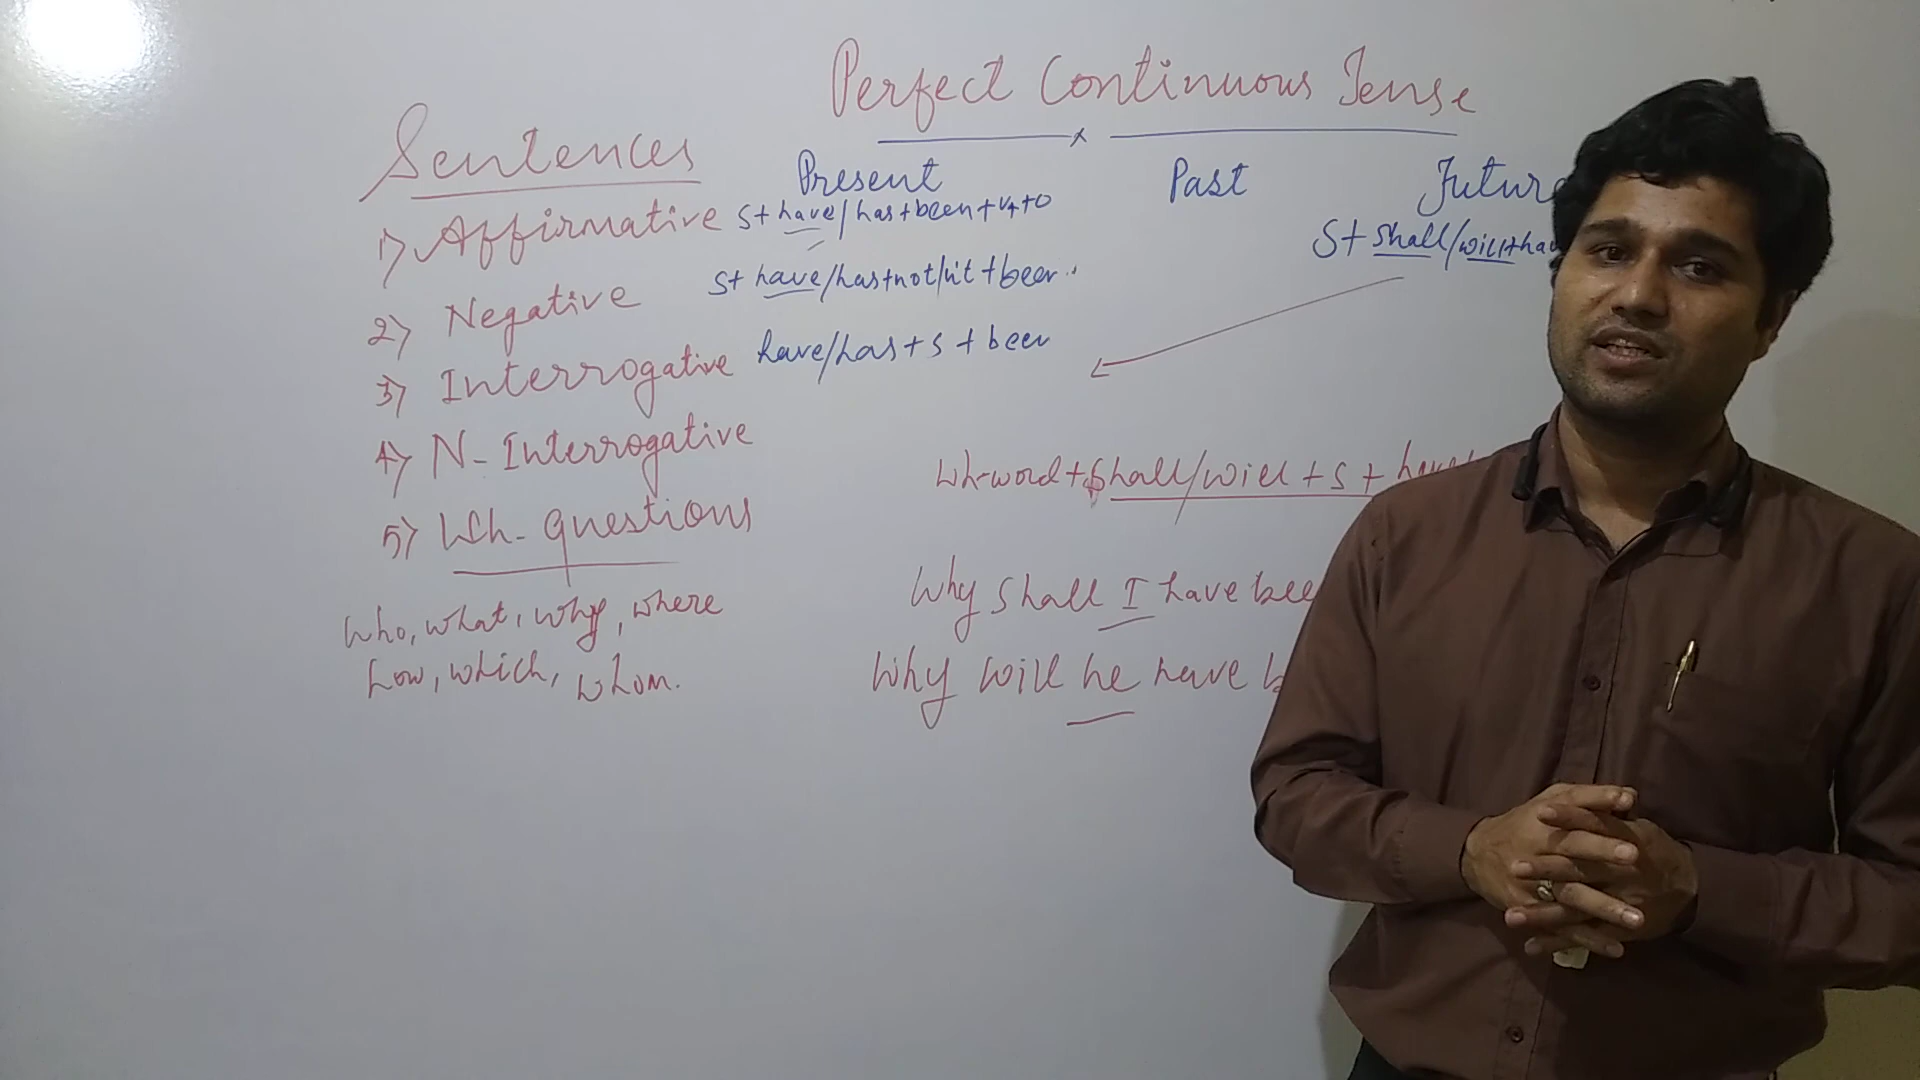 Perfect Continuous Tense
Sentences
Present Past Future
1) Affirmative S+have/has+been+V4+O
S+shall/will+hav
2) Negative S+have/has+not/n't+been..
3) Interrogative have/has+s+been
4) N-Interrogative
Wh-word+shall/will+s+have
5) Wh-questions
Who, what, why, where
how, which, whom.
Why shall I have bee
Why will he have b